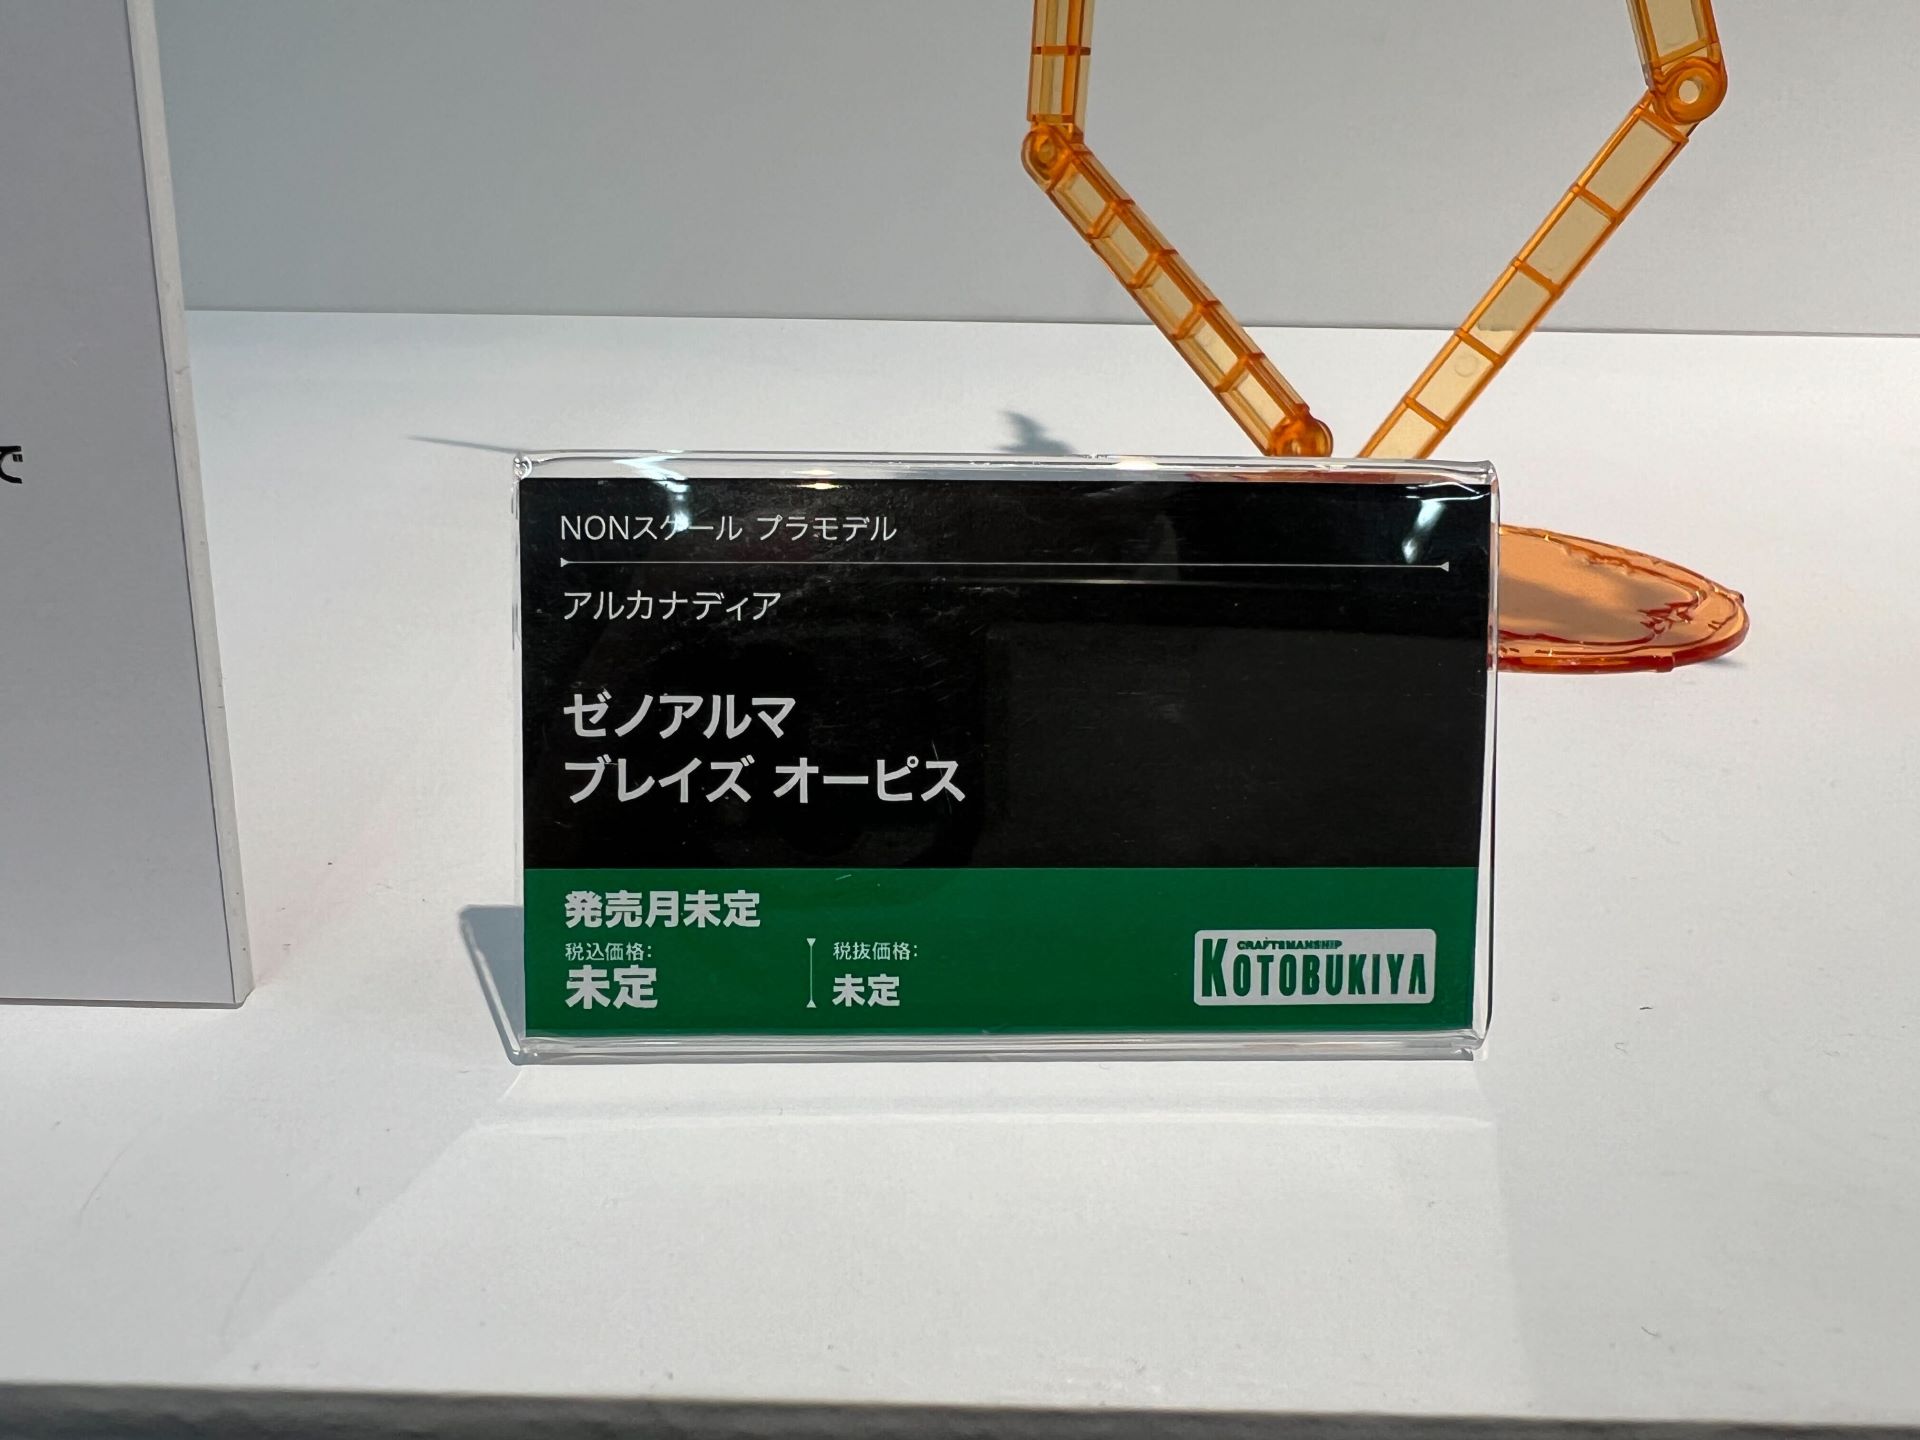 で
NONスケール プラモデル
アルカナディア
ゼノアルマ
ブレイズ オーピス
発売月未定
税込価格:
未定
税抜価格:
未定
CRAFTSMANSHIP
KOTOBUKIYA